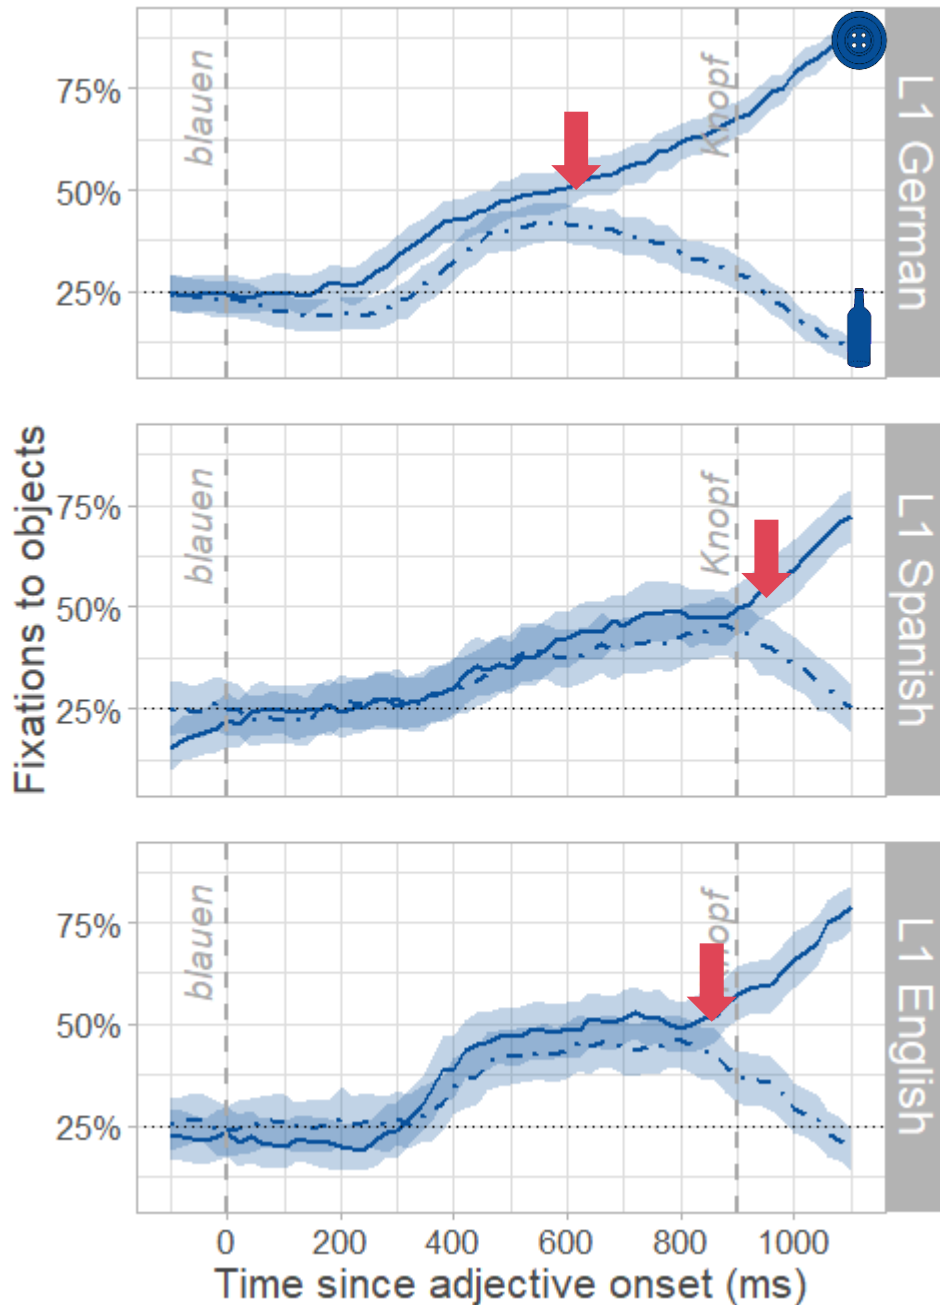 75%
50%
25%
blauen
Knopf
L1 German
75%
50%
25%
blauen
Knopf
L1 Spanish
75%
50%
25%
blauen
nopf
L1 English
0 200 400 600 800 1000
Time since adjective onset (ms)
Fixations to objects